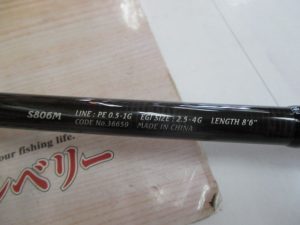 S806M
LINE : PE 0.5-1G EGI SIZE : 2.5-4G LENGTH 8'6"
CODE No.36659 MADE IN CHINA
our fishing life.
ンベリー